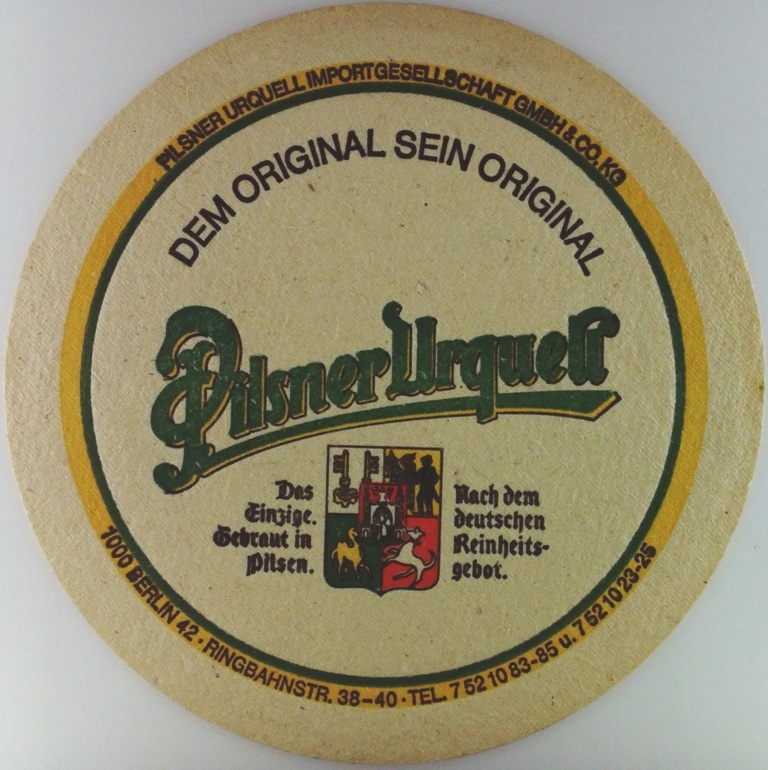 PILSNER URQUELL IMPORTGESELLSCHAFT GMBH & CO. KG
DEM ORIGINAL SEIN ORIGINAL
Pilsner Urquell
Das
Einzige.
Gebraut in
Pilsen.
Nach dem
deutschen
Reinheits-
gebot.
1000 BERLIN 42 · RINGBAHNSTR. 38-40 · TEL. 7 52 10 83-85 u. 7 52 10 23-25